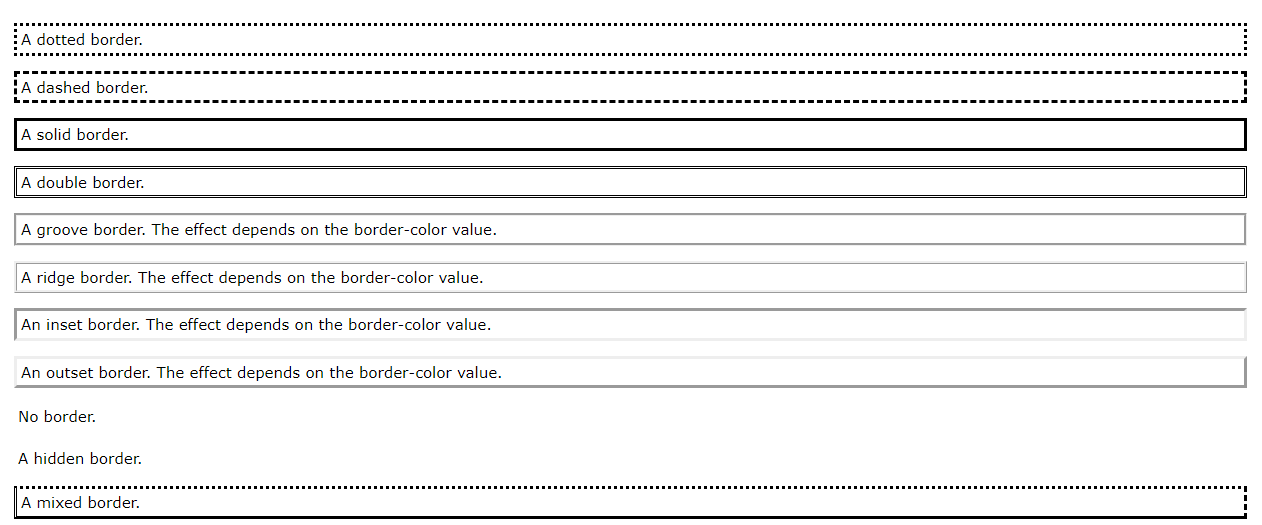 A dotted border.
A dashed border.
A solid border.
A double border.
A groove border. The effect depends on the border-color value.
A ridge border. The effect depends on the border-color value.
An inset border. The effect depends on the border-color value.
An outset border. The effect depends on the border-color value.
No border.
A hidden border.
A mixed border.